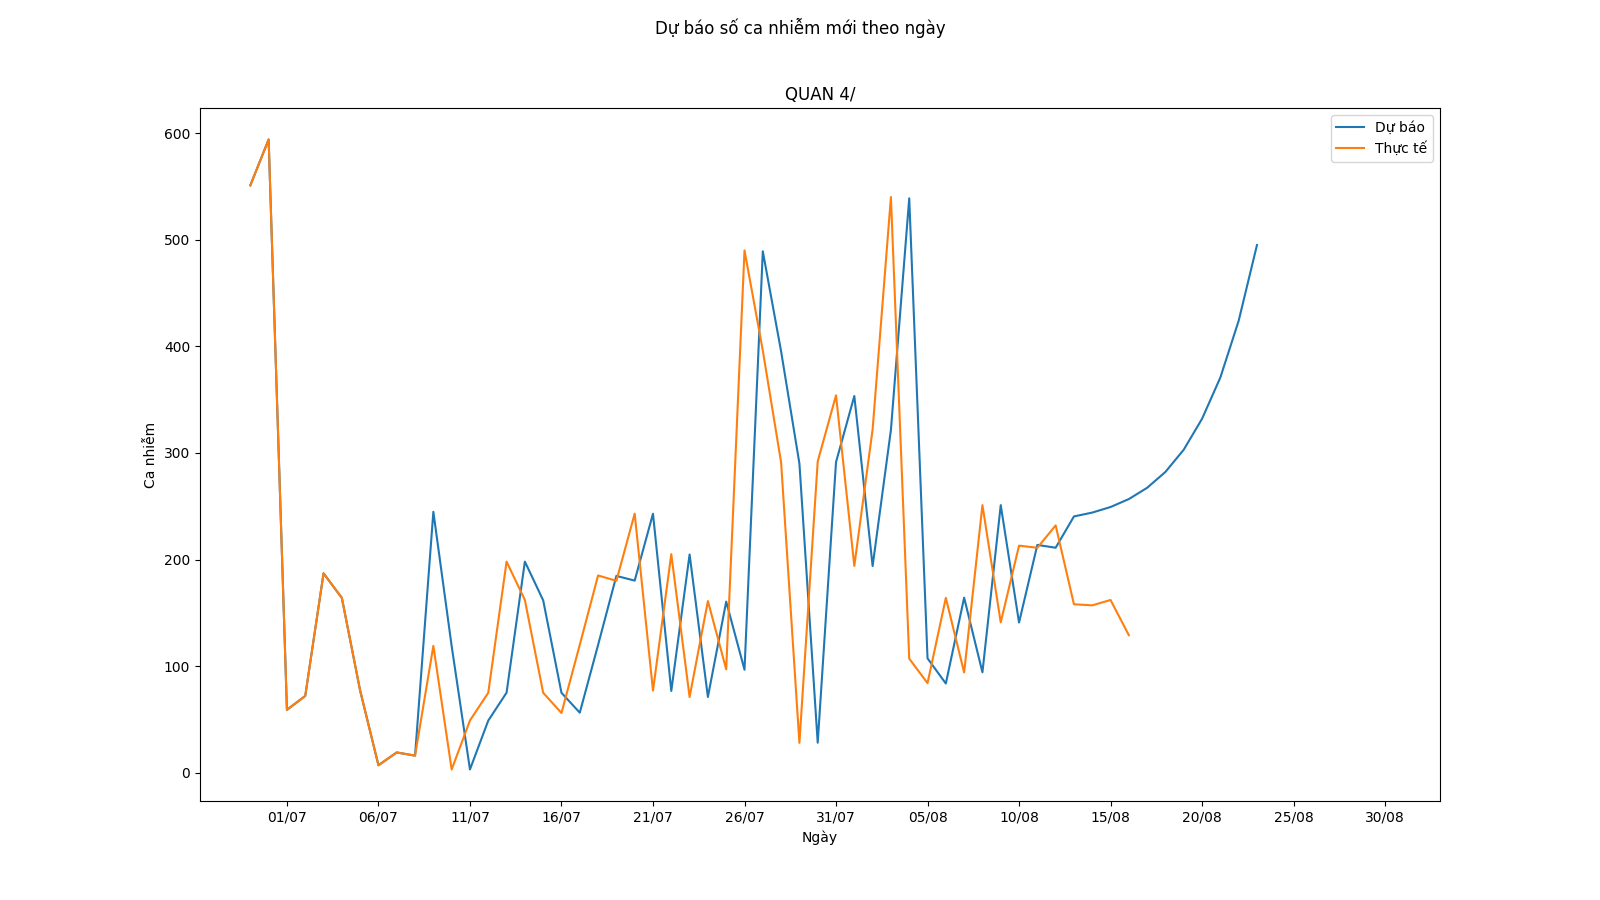 Dự báo số ca nhiễm mới theo ngày
QUAN 4/
Dự báo
Thực tế
600
500
400
300
200
100
0
Ca nhiễm
01/07 06/07 11/07 16/07 21/07 26/07 31/07 05/08 10/08 15/08 20/08 25/08 30/08
Ngày